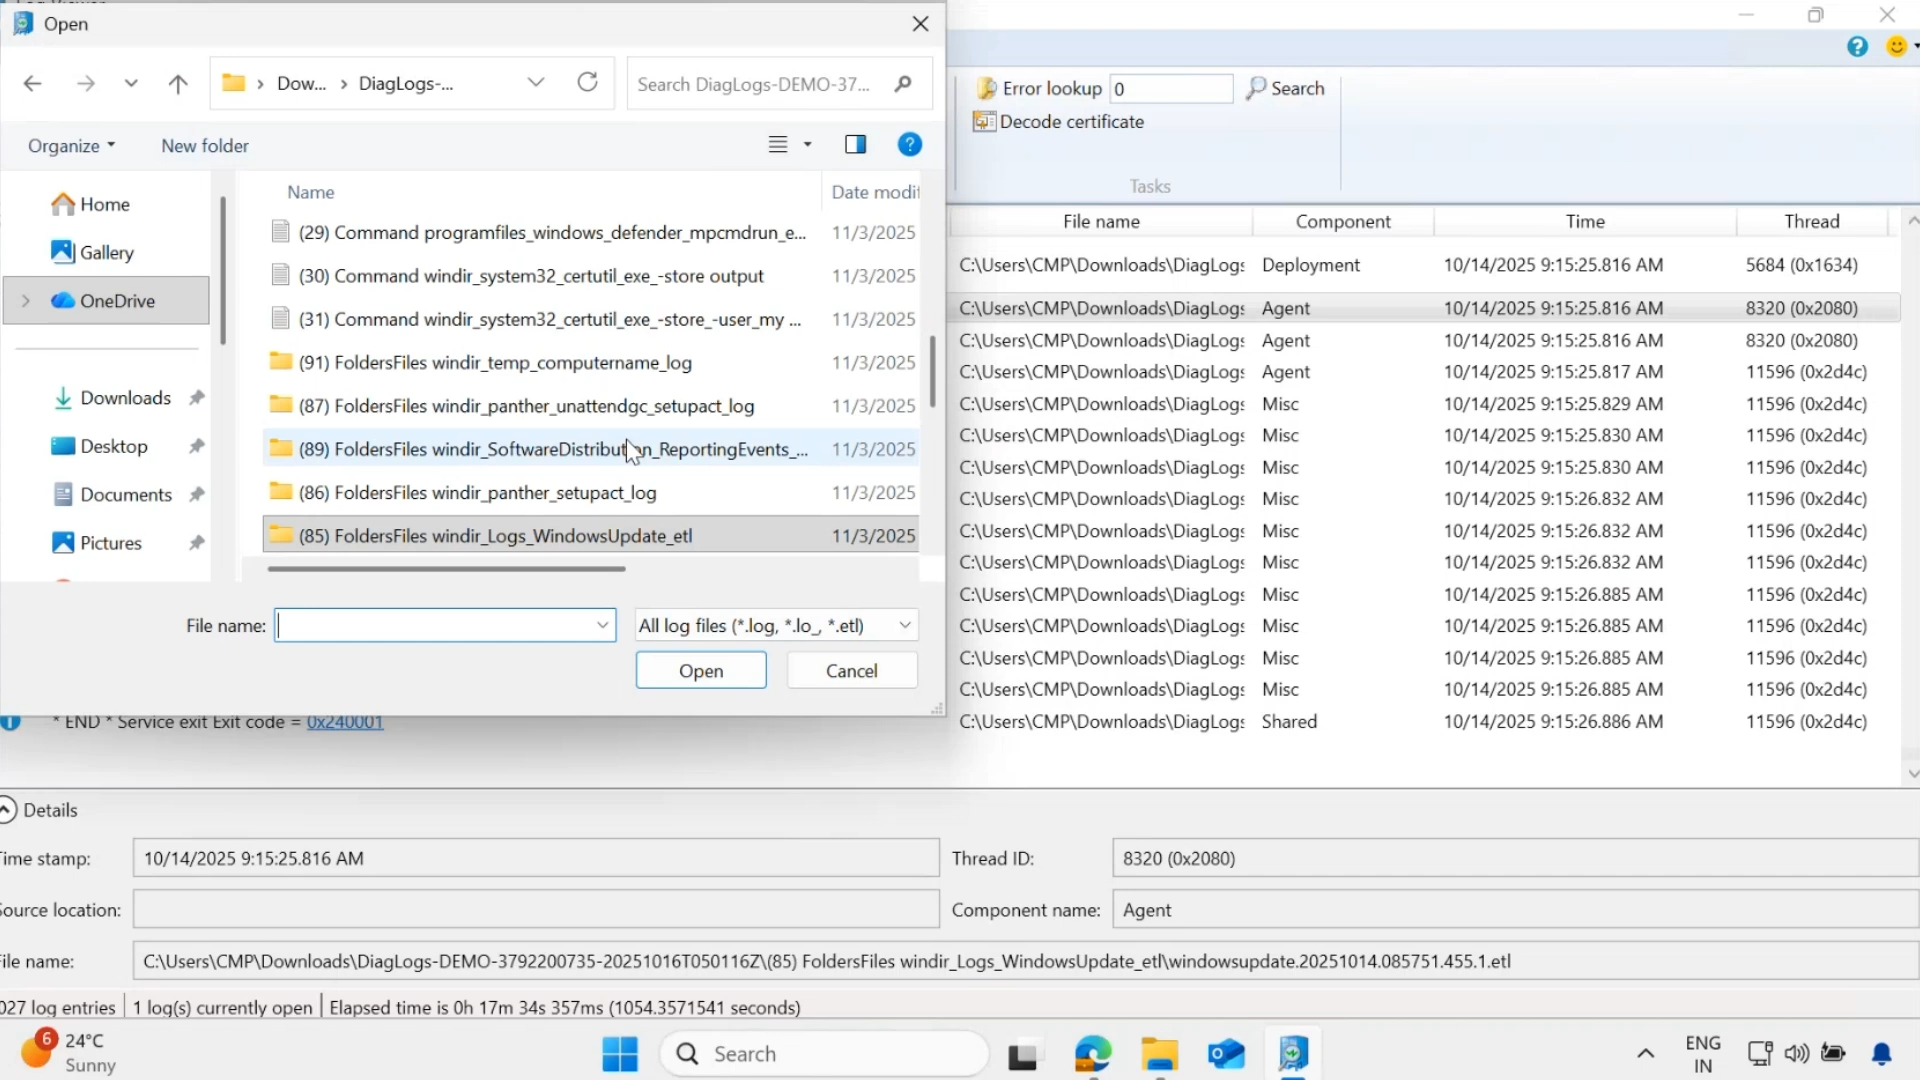 Open
Dow... > DiagLogs-...
Search DiagLogs-DEMO-37...
Organize
New folder
Home
Gallery
OneDrive
Downloads
Desktop
Documents
Pictures
Name
Date modif
(29) Command programfiles_windows_defender_mpcmdrun_e...
11/3/2025
(30) Command windir_system32_certutil_exe_-store output
11/3/2025
(31) Command windir_system32_certutil_exe_-store_-user_my ...
11/3/2025
(91) FoldersFiles windir_temp_computername_log
11/3/2025
(87) FoldersFiles windir_panther_unattendgc_setupact_log
11/3/2025
(89) FoldersFiles windir_SoftwareDistribution_ReportingEvents_...
11/3/2025
(86) FoldersFiles windir_panther_setupact_log
11/3/2025
(85) FoldersFiles windir_Logs_WindowsUpdate_etl
11/3/2025
File name:
All log files (*.log, *.lo_, *.etl)
Open
Cancel
Error lookup 0
Search
Decode certificate
Tasks
File name Component Time Thread
C:\Users\CMP\Downloads\DiagLogs Deployment 10/14/2025 9:15:25.816 AM 5684 (0x1634)
C:\Users\CMP\Downloads\DiagLogs Agent 10/14/2025 9:15:25.816 AM 8320 (0x2080)
C:\Users\CMP\Downloads\DiagLogs Agent 10/14/2025 9:15:25.816 AM 8320 (0x2080)
C:\Users\CMP\Downloads\DiagLogs Agent 10/14/2025 9:15:25.817 AM 11596 (0x2d4c)
C:\Users\CMP\Downloads\DiagLogs Misc 10/14/2025 9:15:25.829 AM 11596 (0x2d4c)
C:\Users\CMP\Downloads\DiagLogs Misc 10/14/2025 9:15:25.830 AM 11596 (0x2d4c)
C:\Users\CMP\Downloads\DiagLogs Misc 10/14/2025 9:15:25.830 AM 11596 (0x2d4c)
C:\Users\CMP\Downloads\DiagLogs Misc 10/14/2025 9:15:26.832 AM 11596 (0x2d4c)
C:\Users\CMP\Downloads\DiagLogs Misc 10/14/2025 9:15:26.832 AM 11596 (0x2d4c)
C:\Users\CMP\Downloads\DiagLogs Misc 10/14/2025 9:15:26.832 AM 11596 (0x2d4c)
C:\Users\CMP\Downloads\DiagLogs Misc 10/14/2025 9:15:26.885 AM 11596 (0x2d4c)
C:\Users\CMP\Downloads\DiagLogs Misc 10/14/2025 9:15:26.885 AM 11596 (0x2d4c)
C:\Users\CMP\Downloads\DiagLogs Misc 10/14/2025 9:15:26.885 AM 11596 (0x2d4c)
C:\Users\CMP\Downloads\DiagLogs Misc 10/14/2025 9:15:26.885 AM 11596 (0x2d4c)
* END * Service exit Exit code = 0x240001
C:\Users\CMP\Downloads\DiagLogs Shared 10/14/2025 9:15:26.886 AM 11596 (0x2d4c)
Details
ime stamp: 10/14/2025 9:15:25.816 AM
Thread ID: 8320 (0x2080)
ource location:
Component name: Agent
ile name: C:\Users\CMP\Downloads\DiagLogs-DEMO-3792200735-20251016T050116Z\(85) FoldersFiles windir_Logs_WindowsUpdate_etl\windowsupdate.20251014.085751.455.1.etl
027 log entries 1 log(s) currently open Elapsed time is 0h 17m 34s 357ms (1054.3571541 seconds)
6
24°C
Sunny
Search
ENG
IN